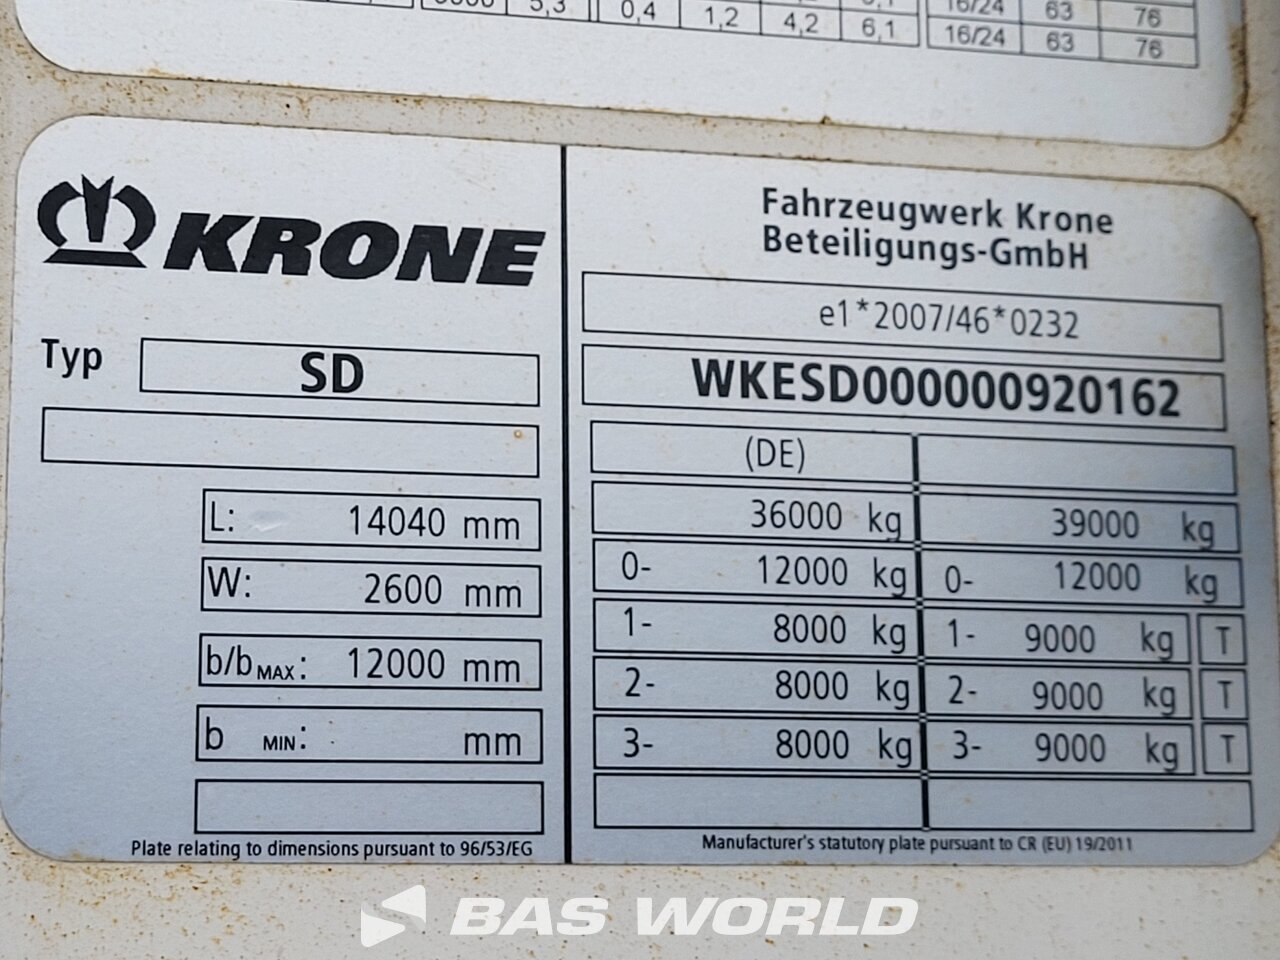 5,3 0,4 1,2 4,2 6,1 16/24 63 76
16/24 63 76
KRONE
Fahrzeugwerk Krone
Beteiligungs-GmbH
e1*2007/46*0232
Typ SD
WKESD000000920162
(DE)
L: 14040 mm
W: 2600 mm
b/bMAX: 12000 mm
b MIN: mm
36000 kg 39000 kg
0- 12000 kg 0- 12000 kg
1- 8000 kg 1- 9000 kg T
2- 8000 kg 2- 9000 kg T
3- 8000 kg 3- 9000 kg T
Plate relating to dimensions pursuant to 96/53/EG
Manufacturer's statutory plate pursuant to CR (EU) 19/2011
BAS WORLD